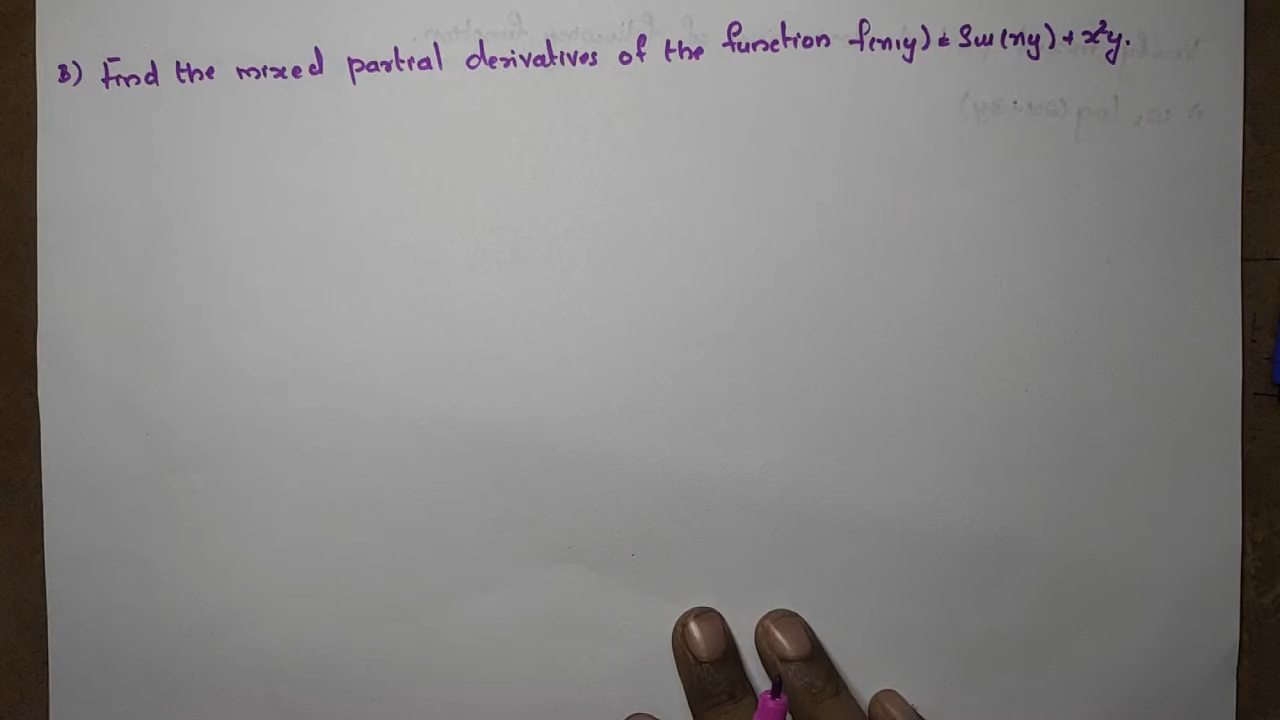 3) Find the mixed partial derivatives of the function f(x,y) = Sin(xy) + x²y.